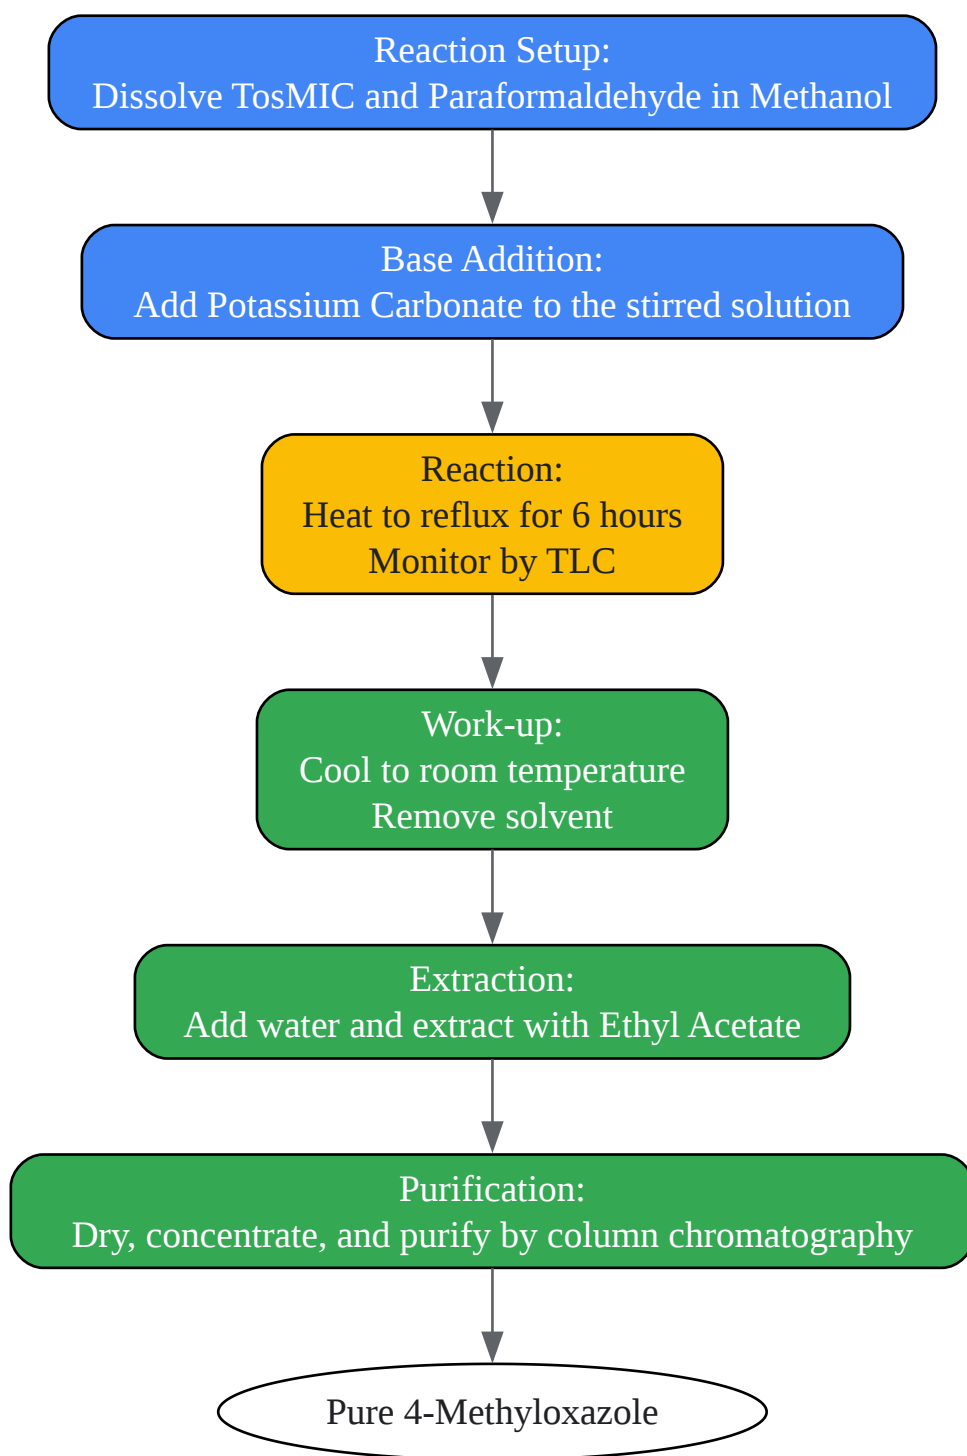 Reaction Setup:
Dissolve TosMIC and Paraformaldehyde in Methanol
Base Addition:
Add Potassium Carbonate to the stirred solution
Reaction:
Heat to reflux for 6 hours
Monitor by TLC
Work-up:
Cool to room temperature
Remove solvent
Extraction:
Add water and extract with Ethyl Acetate
Purification:
Dry, concentrate, and purify by column chromatography
Pure 4-Methyloxazole